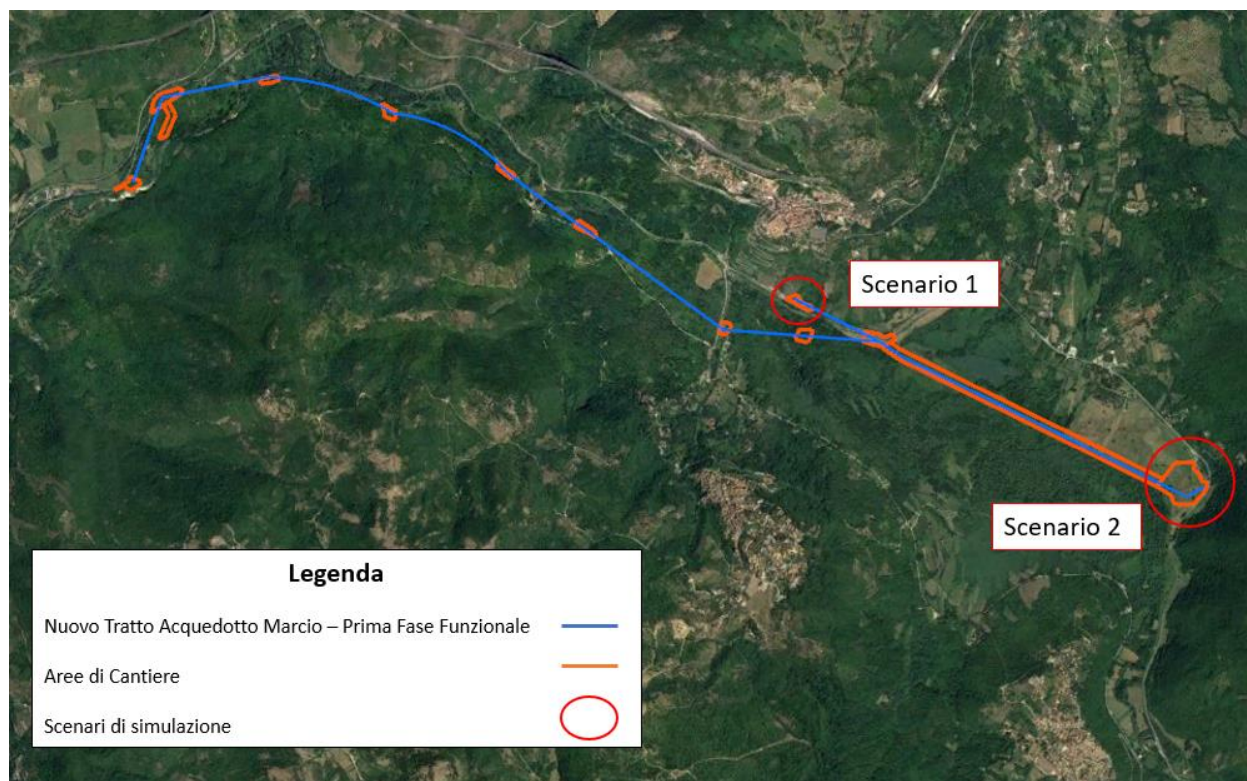 Scenario 1
Scenario 2
Legenda
Nuovo Tratto Acquedotto Marcio – Prima Fase Funzionale
Aree di Cantiere
Scenari di simulazione